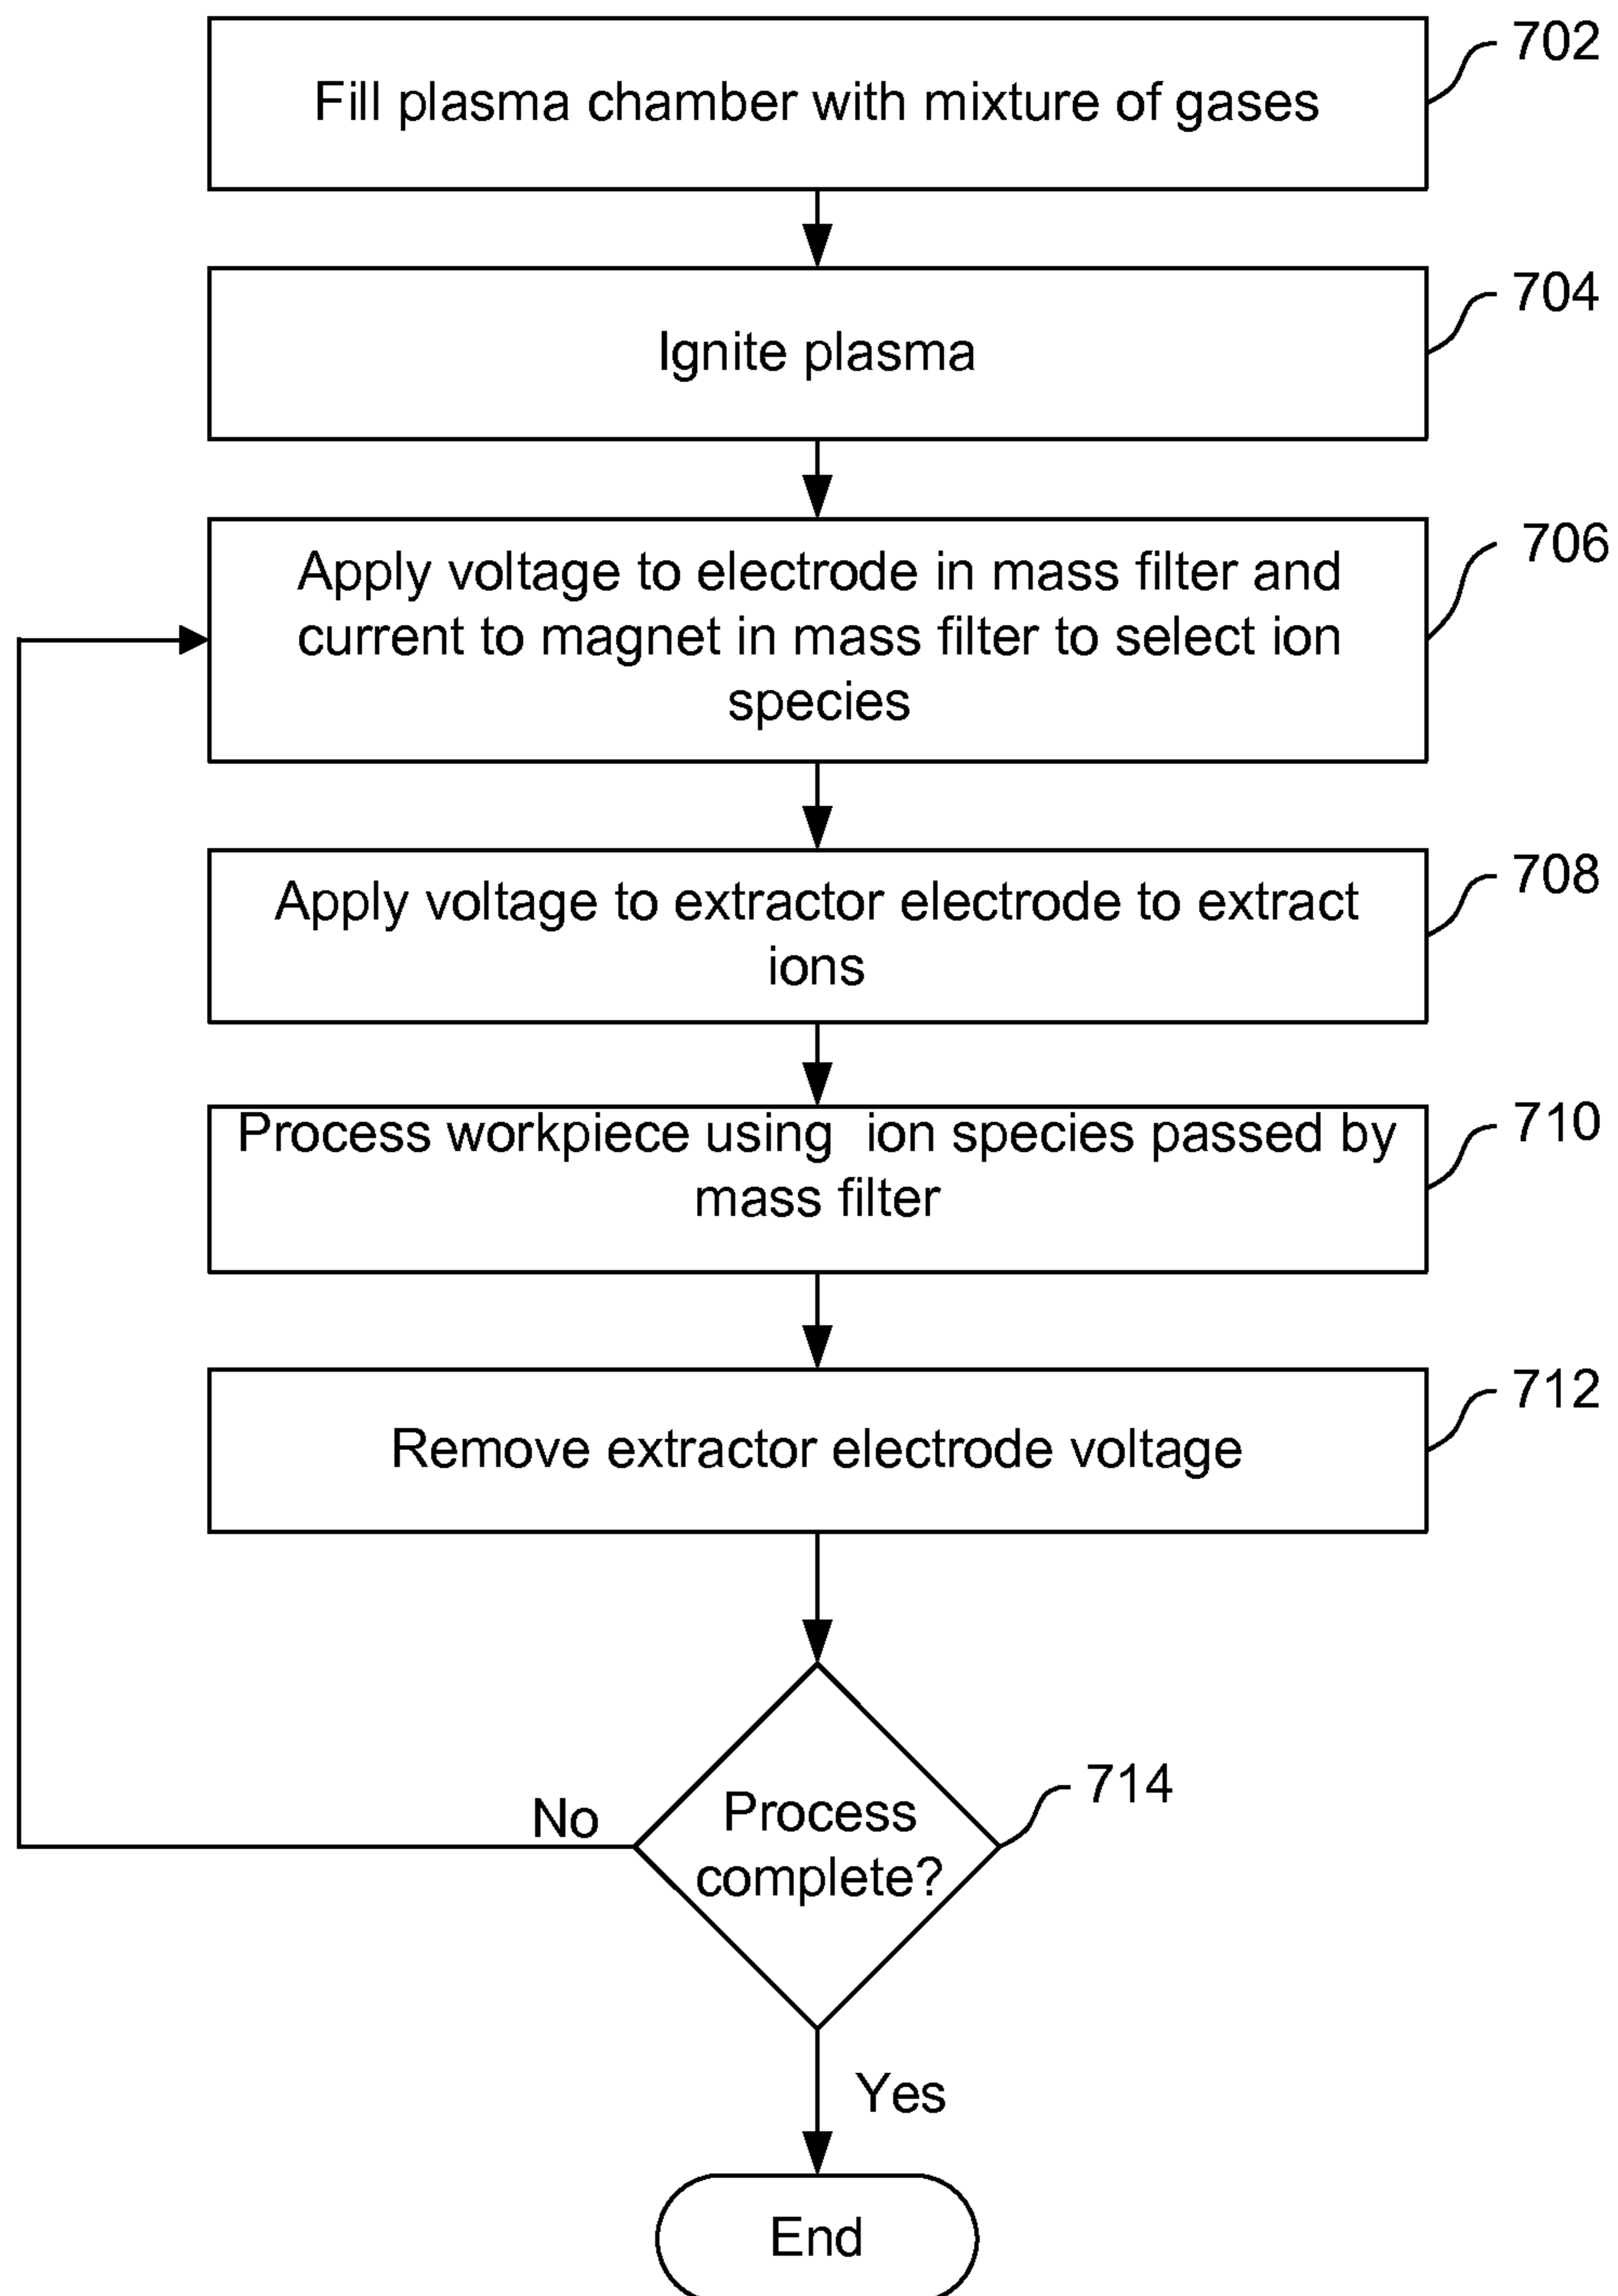 702
Fill plasma chamber with mixture of gases
704
Ignite plasma
706
Apply voltage to electrode in mass filter and
current to magnet in mass filter to select ion
species
708
Apply voltage to extractor electrode to extract
ions
710
Process workpiece using  ion species passed by
mass filter
712
Remove extractor electrode voltage
714
No
Process
complete?
Yes
End